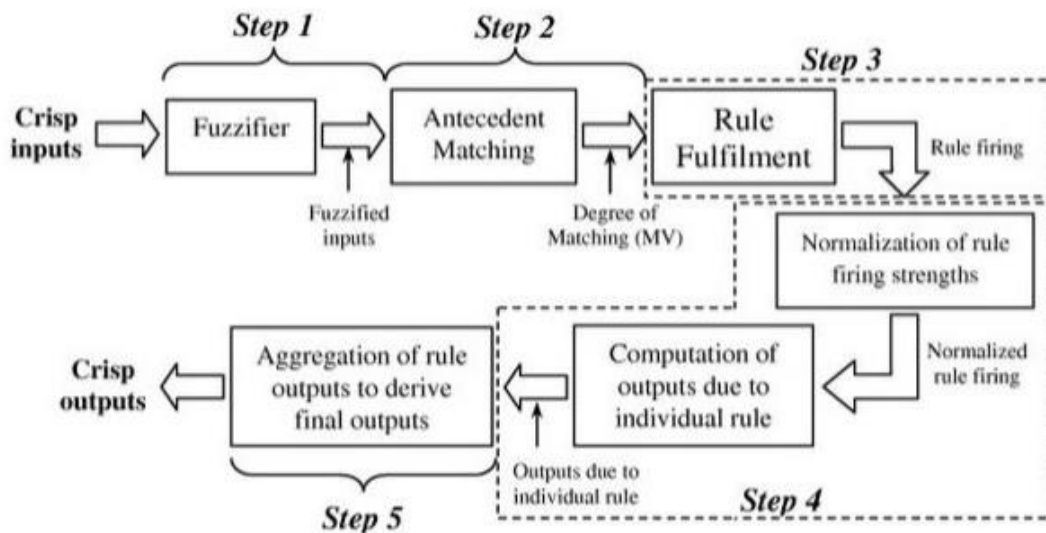 Step 1
Step 2
Step 3
Crisp
inputs
Fuzzifier
Antecedent
Matching
Rule
Fulfilment
Rule firing
Fuzzified
inputs
Degree of
Matching (MV)
Normalization of rule
firing strengths
Normalized
rule firing
Computation of
outputs due to
individual rule
Aggregation of rule
outputs to derive
final outputs
Crisp
outputs
Outputs due to
individual rule
Step 4
Step 5